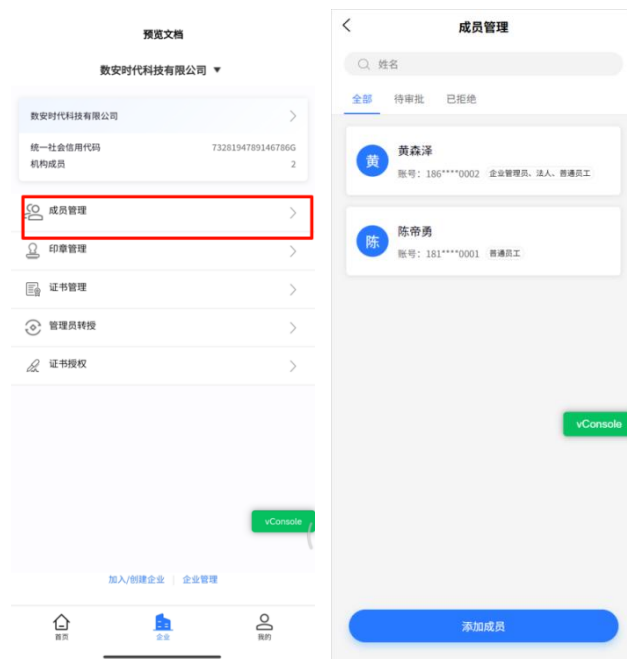 预览文档
数安时代科技有限公司 ▼
数安时代科技有限公司
统一社会信用代码 7328194789146786G
机构成员 2
成员管理
印章管理
证书管理
管理员转授
证书授权
vConsole
加入/创建企业 | 企业管理
首页 企业 我的
成员管理
姓名
全部 待审批 已拒绝
黄 黄森泽
账号：186****0002 企业管理员、法人、普通员工
陈 陈帝勇
账号：181****0001 普通员工
vConsole
添加成员